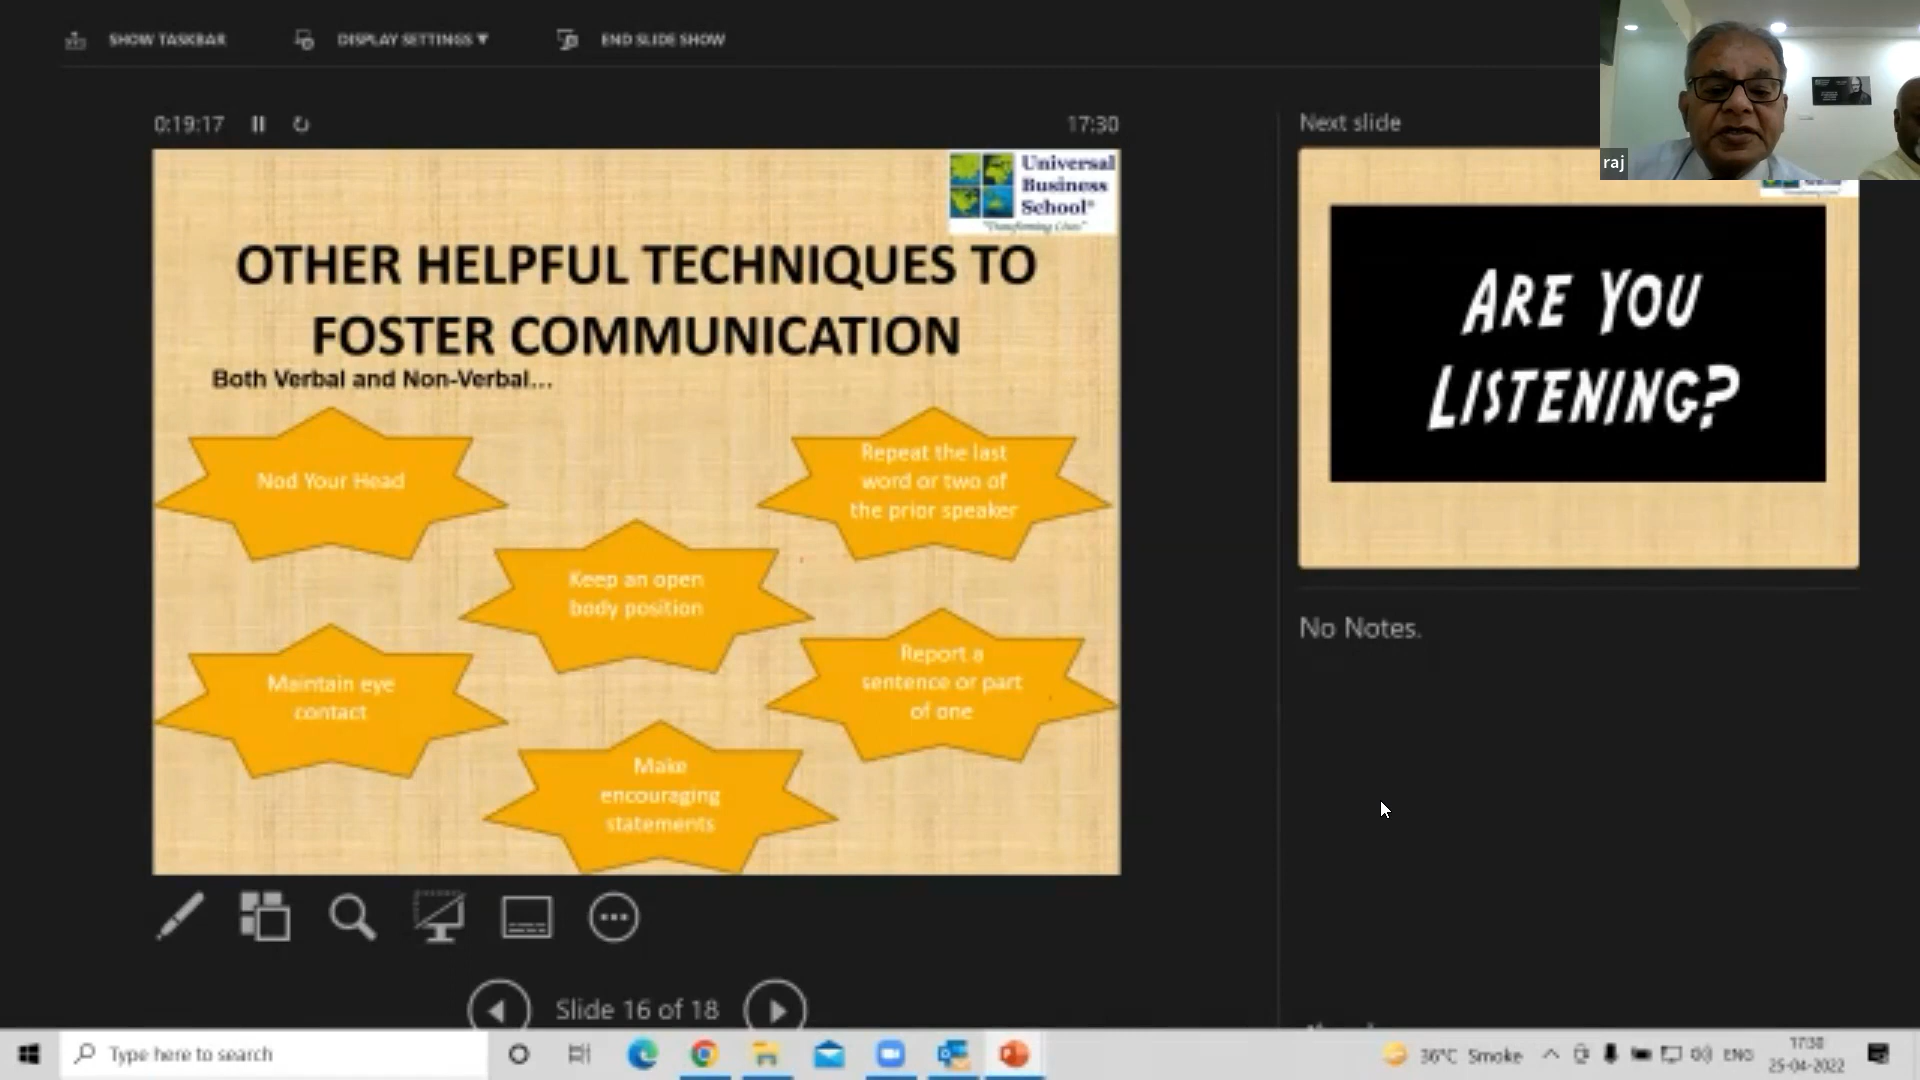 SHOW TASKBAR
DISPLAY SETTINGS ▼
END SLIDE SHOW
0:19:17
17:30
Next slide
raj
Universal
Business
School®
"Transforming Lives"
OTHER HELPFUL TECHNIQUES TO
FOSTER COMMUNICATION
Both Verbal and Non-Verbal...
Nod Your Head
Repeat the last
word or two of
the prior speaker
Keep an open
body position
Maintain eye
contact
Report a
sentence or part
of one
Make
encouraging
statements
ARE YOU
LISTENING?
No Notes.
Slide 16 of 18
Type here to search
36°C Smoke
ENG
17:30
25-04-2022